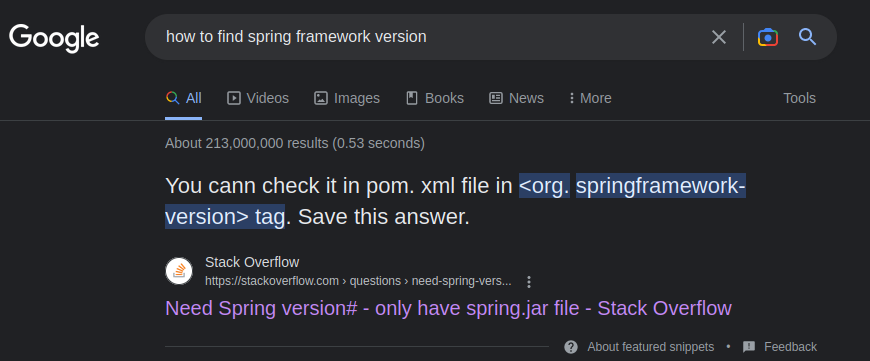 Google
how to find spring framework version
All Videos Images Books News More Tools
About 213,000,000 results (0.53 seconds)
You cann check it in pom. xml file in <org. springframework-
version> tag. Save this answer.
Stack Overflow
https://stackoverflow.com › questions › need-spring-vers...
Need Spring version# - only have spring.jar file - Stack Overflow
About featured snippets • Feedback